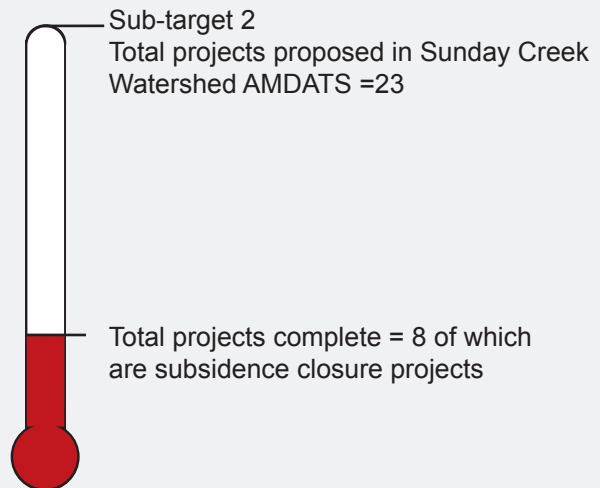 Sub-target 2
Total projects proposed in Sunday Creek
Watershed AMDATS =23
Total projects complete = 8 of which
are subsidence closure projects